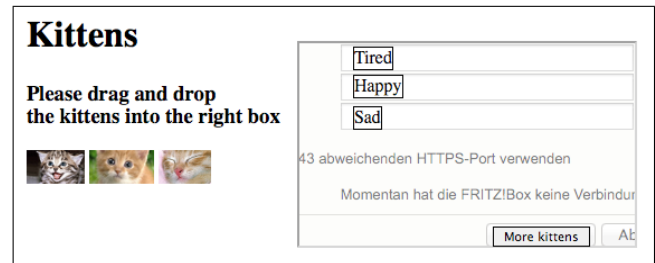 Kittens
Please drag and drop
the kittens into the right box
Tired
Happy
Sad
43 abweichenden HTTPS-Port verwenden
Momentan hat die FRITZ!Box keine Verbindur
More kittens
Ab